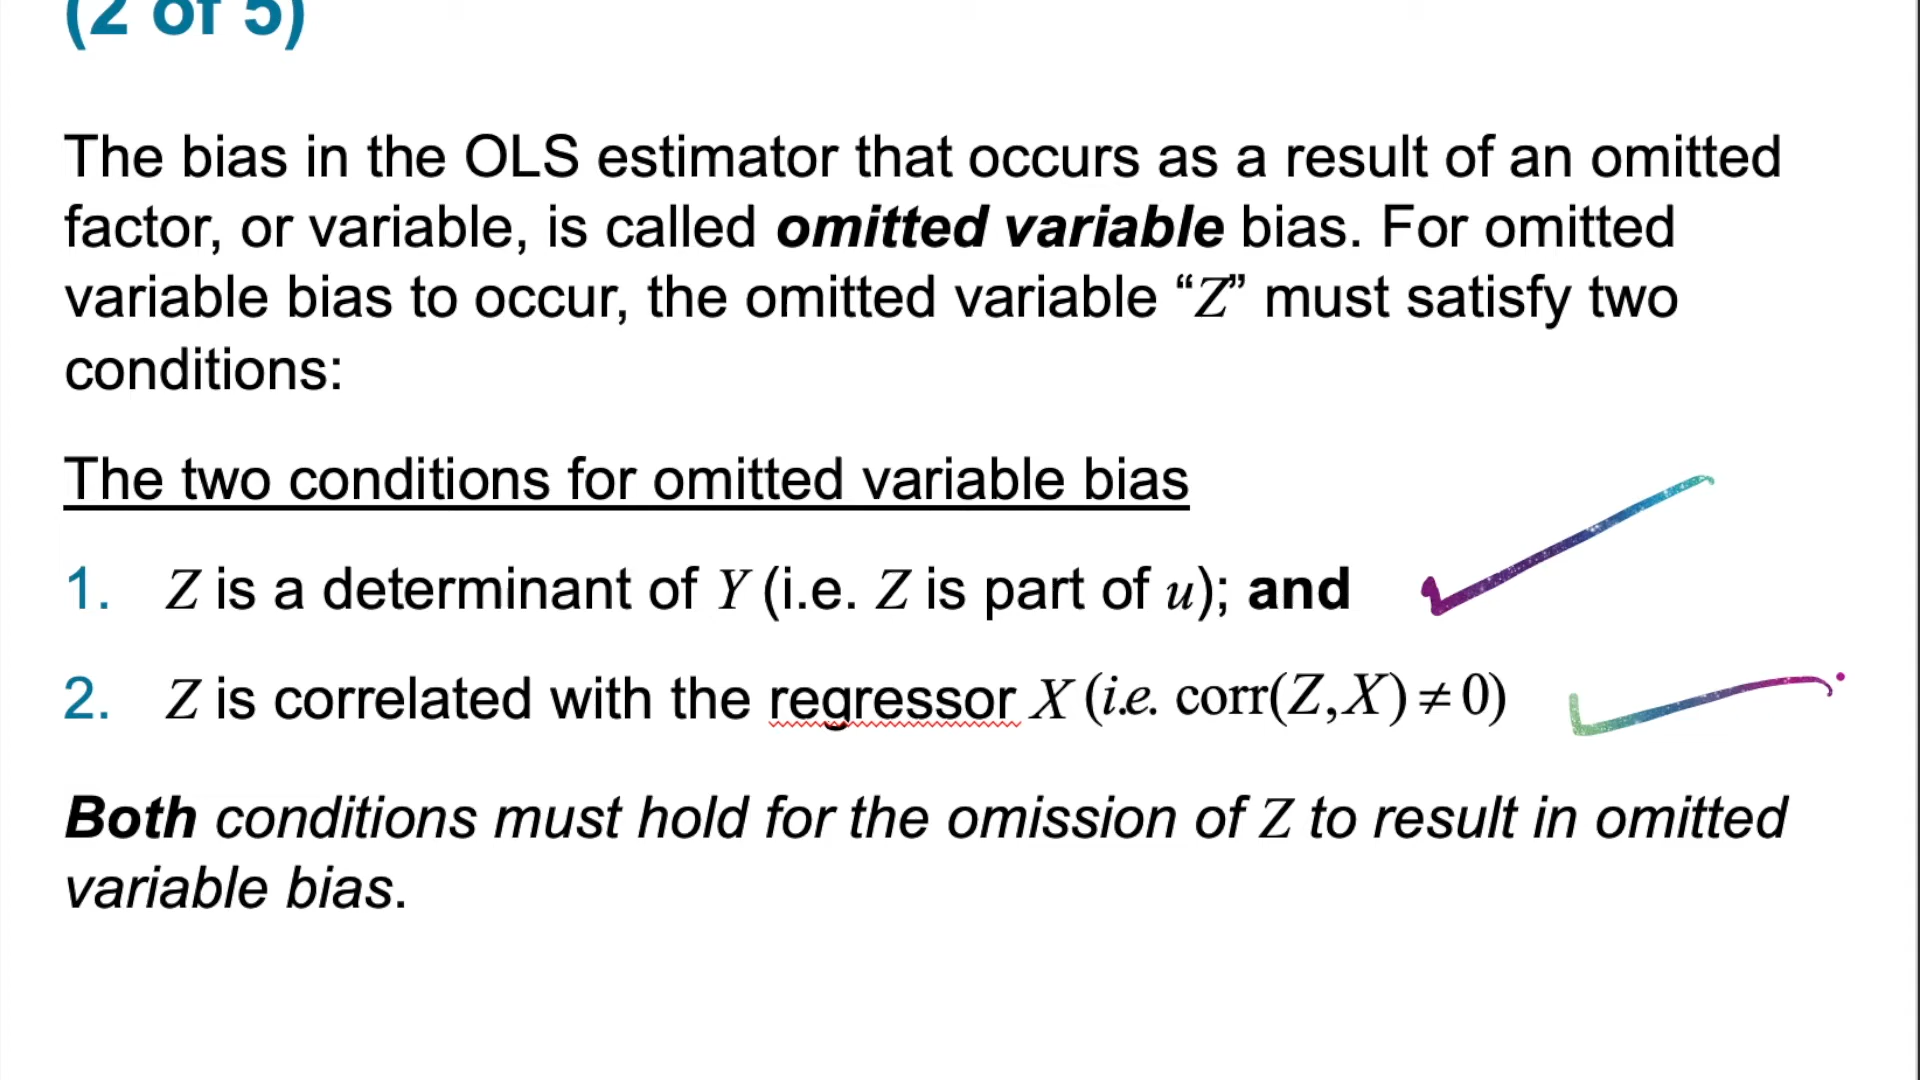 (2 of 5)
The bias in the OLS estimator that occurs as a result of an omitted
factor, or variable, is called omitted variable bias. For omitted
variable bias to occur, the omitted variable “Z” must satisfy two
conditions:
The two conditions for omitted variable bias
1. Z is a determinant of Y (i.e. Z is part of u); and
2. Z is correlated with the regressor X (i.e. corr(Z,X) ≠ 0)
Both conditions must hold for the omission of Z to result in omitted
variable bias.